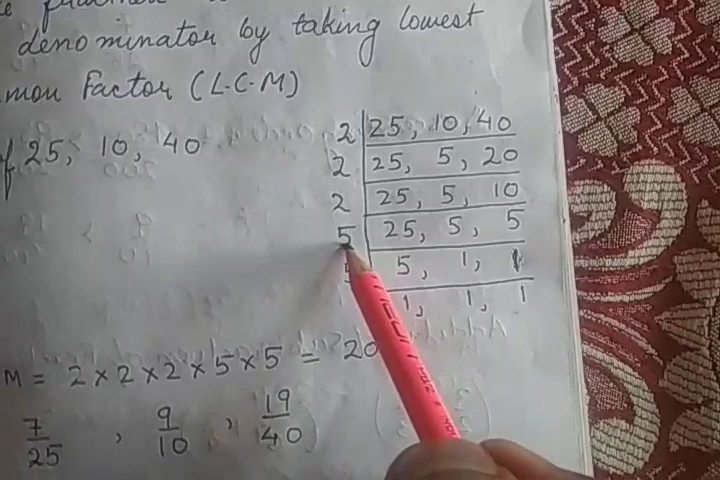 denominator by taking lowest
mon Factor (L.C.M)
f 25, 10, 40
2 25, 10, 40
2 25, 5, 20
2 25, 5, 10
5 25, 5, 5
5, 1, 1
1, 1, 1
M = 2 × 2 × 2 × 5 × 5 = 20
7/25 , 9/10 , 19/40